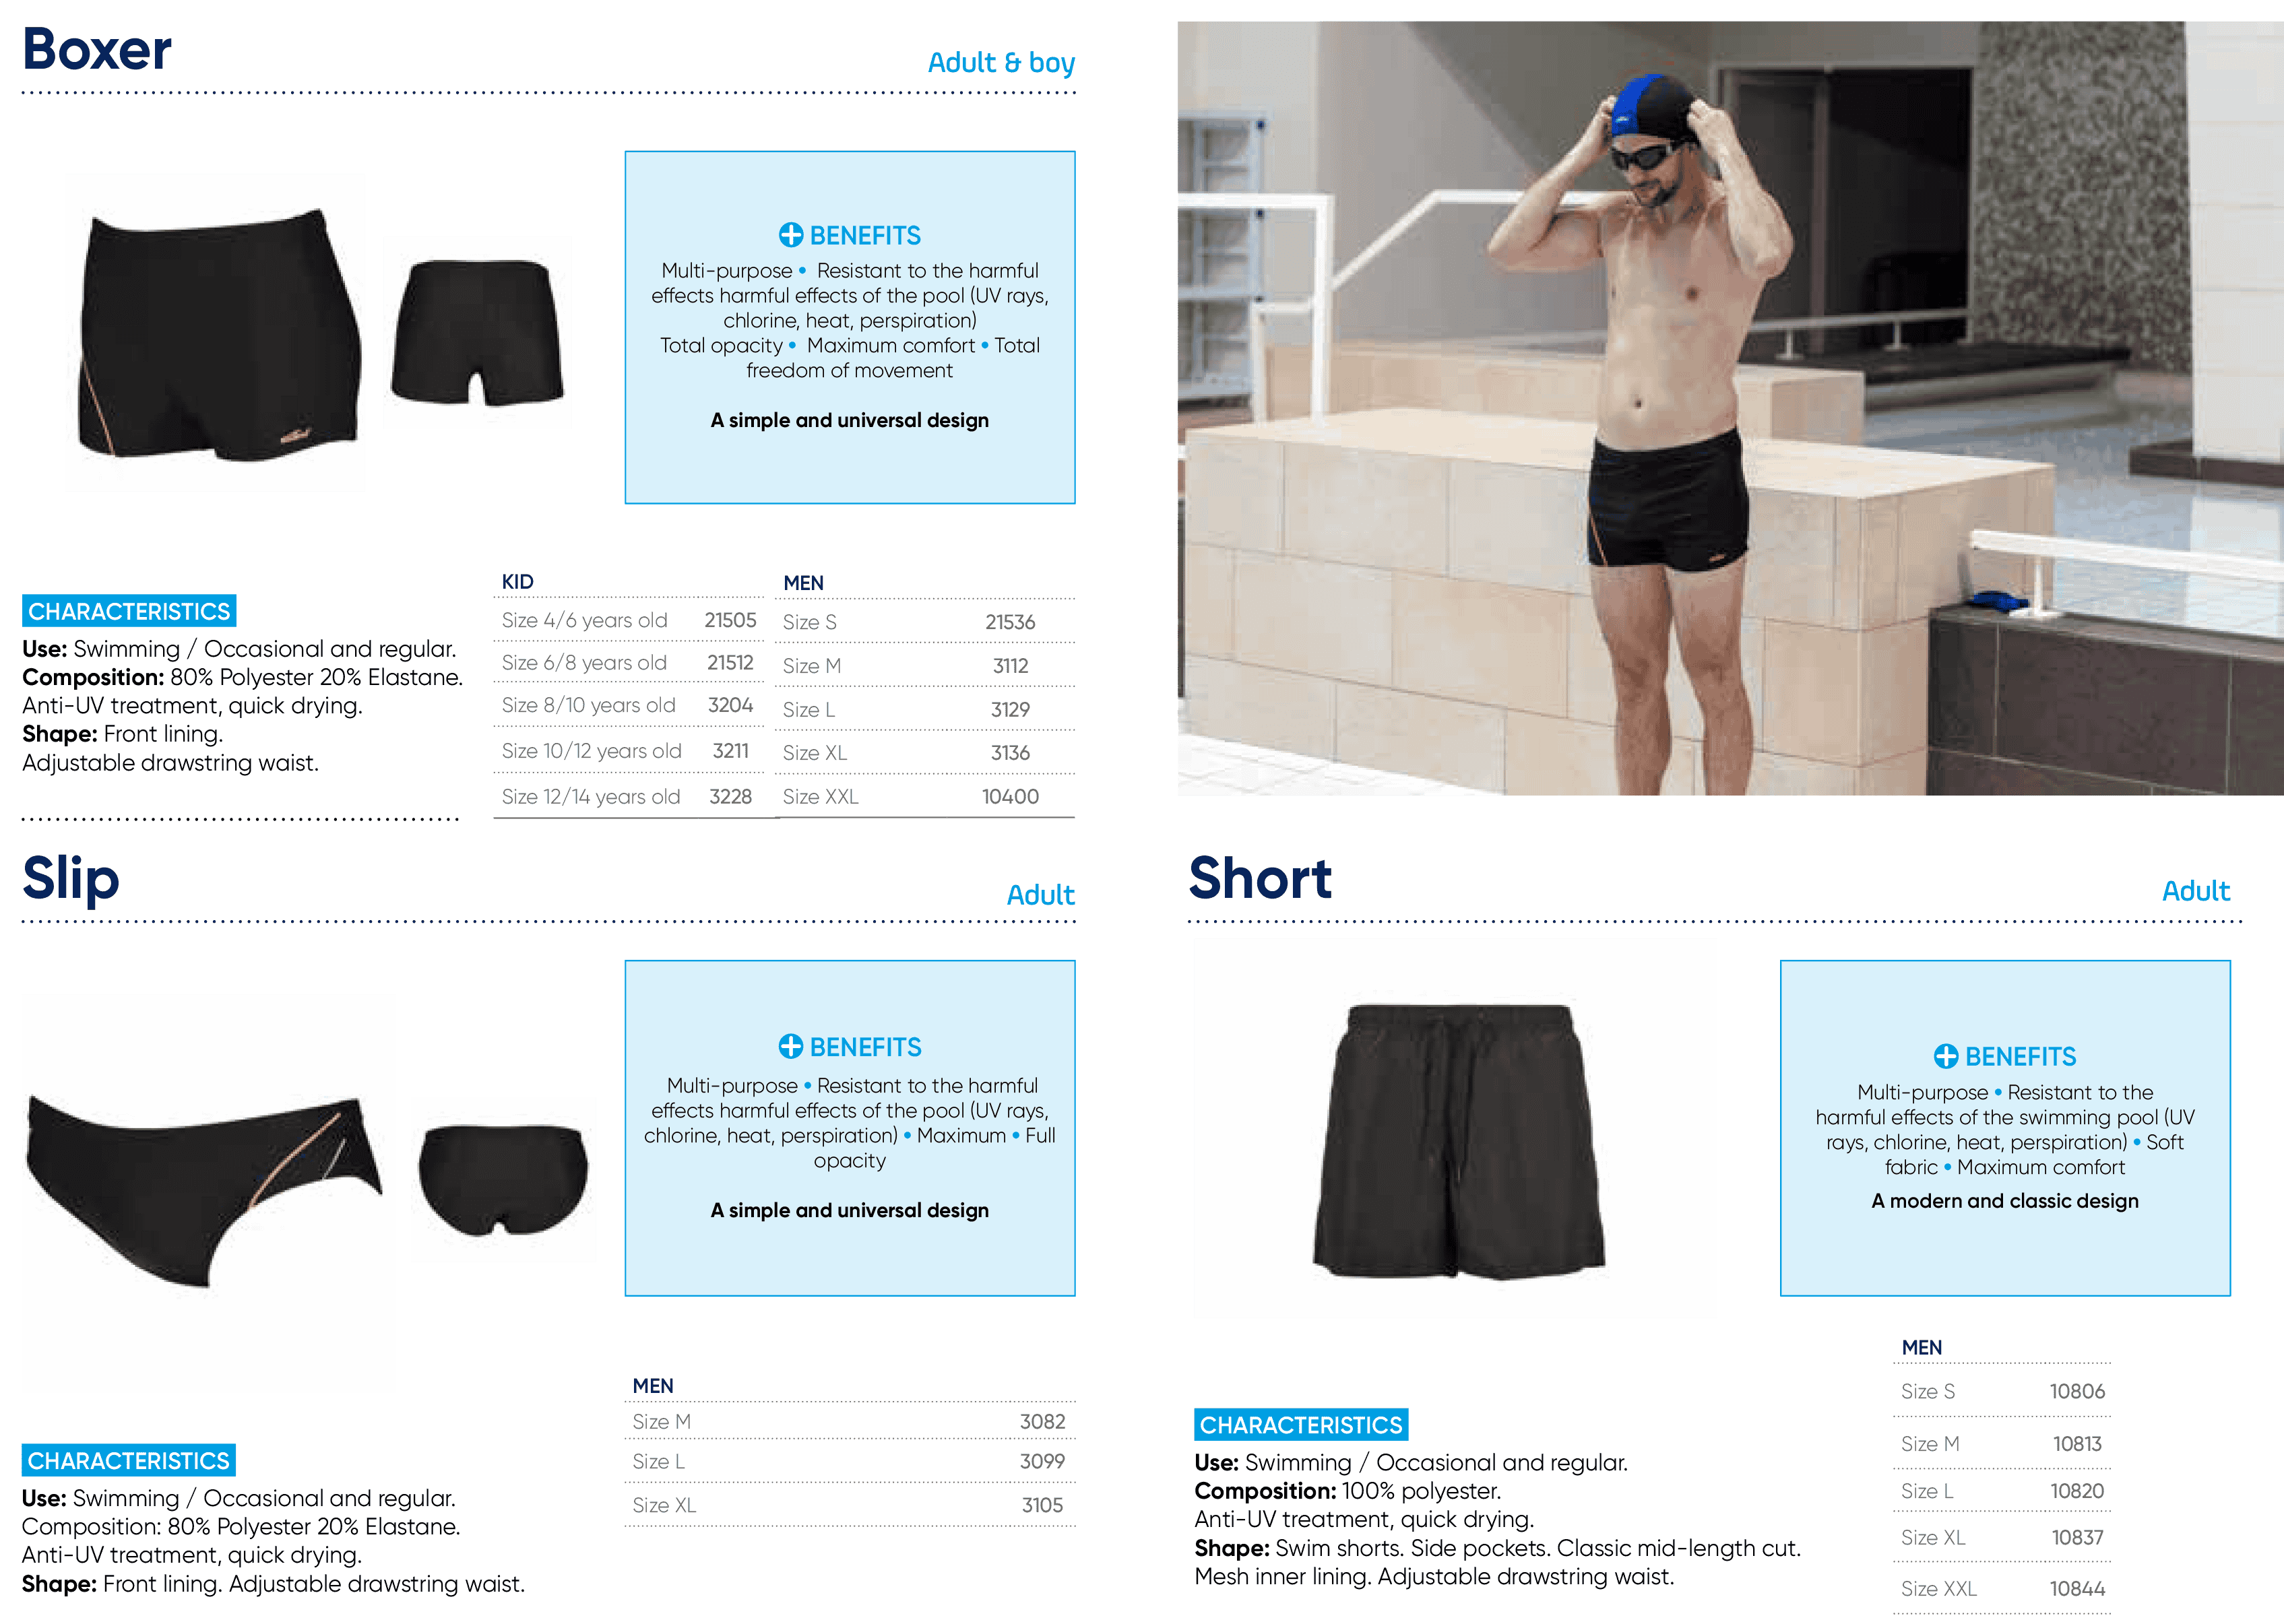 Boxer
Adult & boy
BENEFITS
Multi-purpose • Resistant to the harmful
effects harmful effects of the pool (UV rays,
chlorine, heat, perspiration)
Total opacity • Maximum comfort • Total
freedom of movement
A simple and universal design
CHARACTERISTICS
Use: Swimming / Occasional and regular.
Composition: 80% Polyester 20% Elastane.
Anti-UV treatment, quick drying.
Shape: Front lining.
Adjustable drawstring waist.
KID
Size 4/6 years old 21505
Size 6/8 years old 21512
Size 8/10 years old 3204
Size 10/12 years old 3211
Size 12/14 years old 3228
MEN
Size S 21536
Size M 3112
Size L 3129
Size XL 3136
Size XXL 10400
Slip
Adult
BENEFITS
Multi-purpose • Resistant to the harmful
effects harmful effects of the pool (UV rays,
chlorine, heat, perspiration) • Maximum • Full
opacity
A simple and universal design
MEN
Size M 3082
Size L 3099
Size XL 3105
CHARACTERISTICS
Use: Swimming / Occasional and regular.
Composition: 80% Polyester 20% Elastane.
Anti-UV treatment, quick drying.
Shape: Front lining. Adjustable drawstring waist.
Short
Adult
BENEFITS
Multi-purpose • Resistant to the
harmful effects of the swimming pool (UV
rays, chlorine, heat, perspiration) • Soft
fabric • Maximum comfort
A modern and classic design
MEN
Size S 10806
Size M 10813
Size L 10820
Size XL 10837
Size XXL 10844
CHARACTERISTICS
Use: Swimming / Occasional and regular.
Composition: 100% polyester.
Anti-UV treatment, quick drying.
Shape: Swim shorts. Side pockets. Classic mid-length cut.
Mesh inner lining. Adjustable drawstring waist.